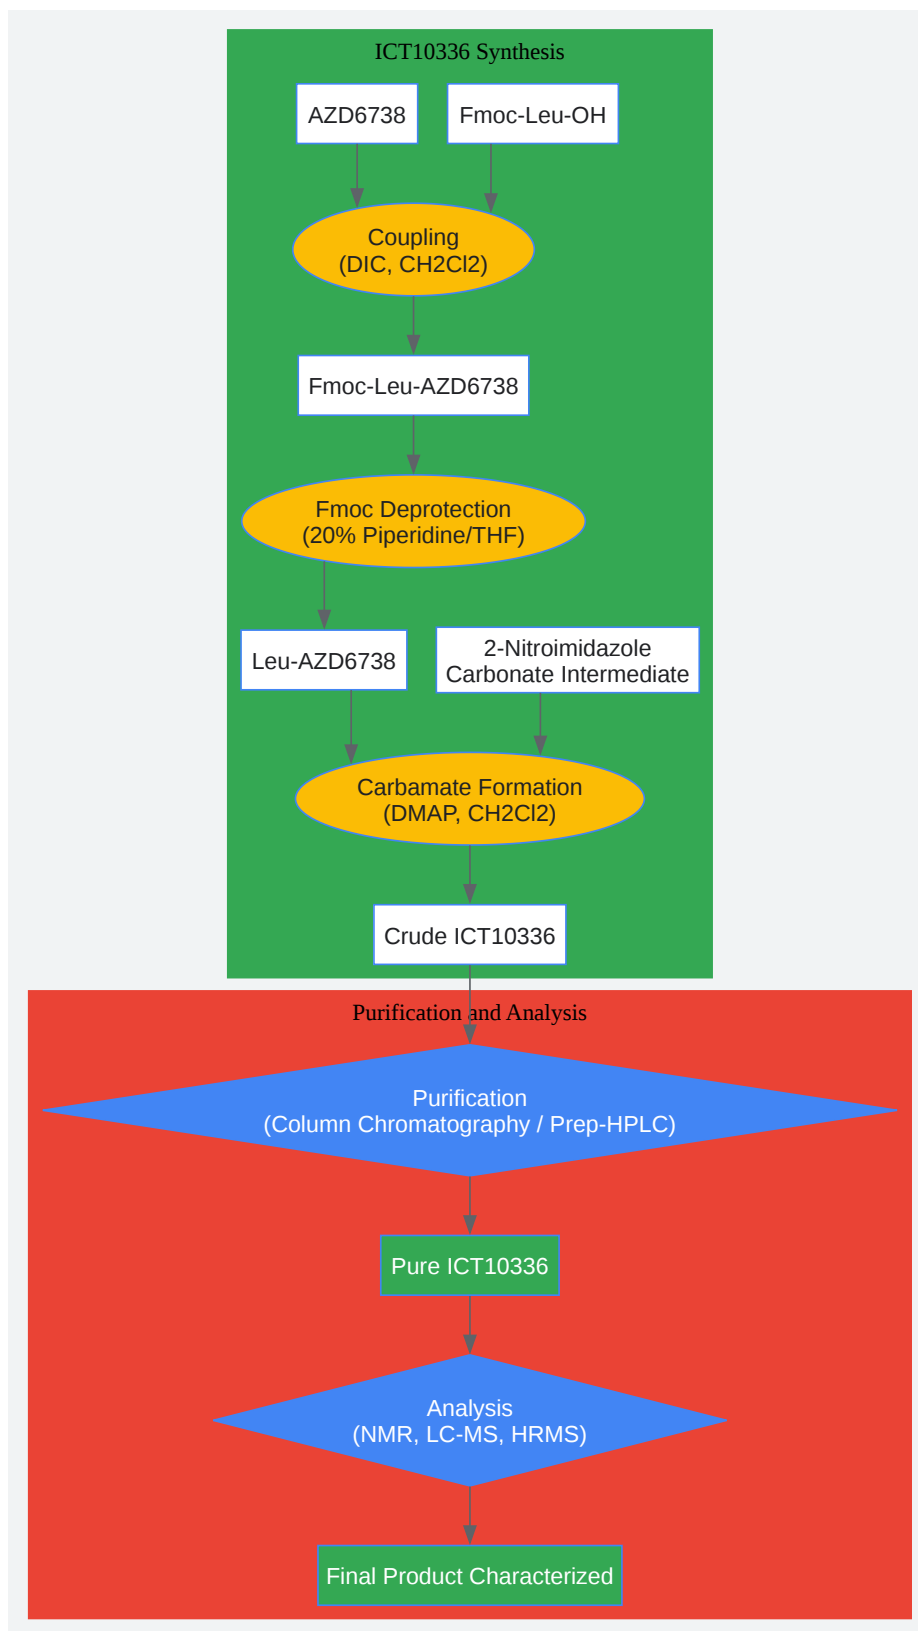 ICT10336 Synthesis
AZD6738
Fmoc-Leu-OH
Coupling
(DIC, CH2Cl2)
Fmoc-Leu-AZD6738
Fmoc Deprotection
(20% Piperidine/THF)
Leu-AZD6738
2-Nitroimidazole
Carbonate Intermediate
Carbamate Formation
(DMAP, CH2Cl2)
Crude ICT10336
Purification and Analysis
Purification
(Column Chromatography / Prep-HPLC)
Pure ICT10336
Analysis
(NMR, LC-MS, HRMS)
Final Product Characterized